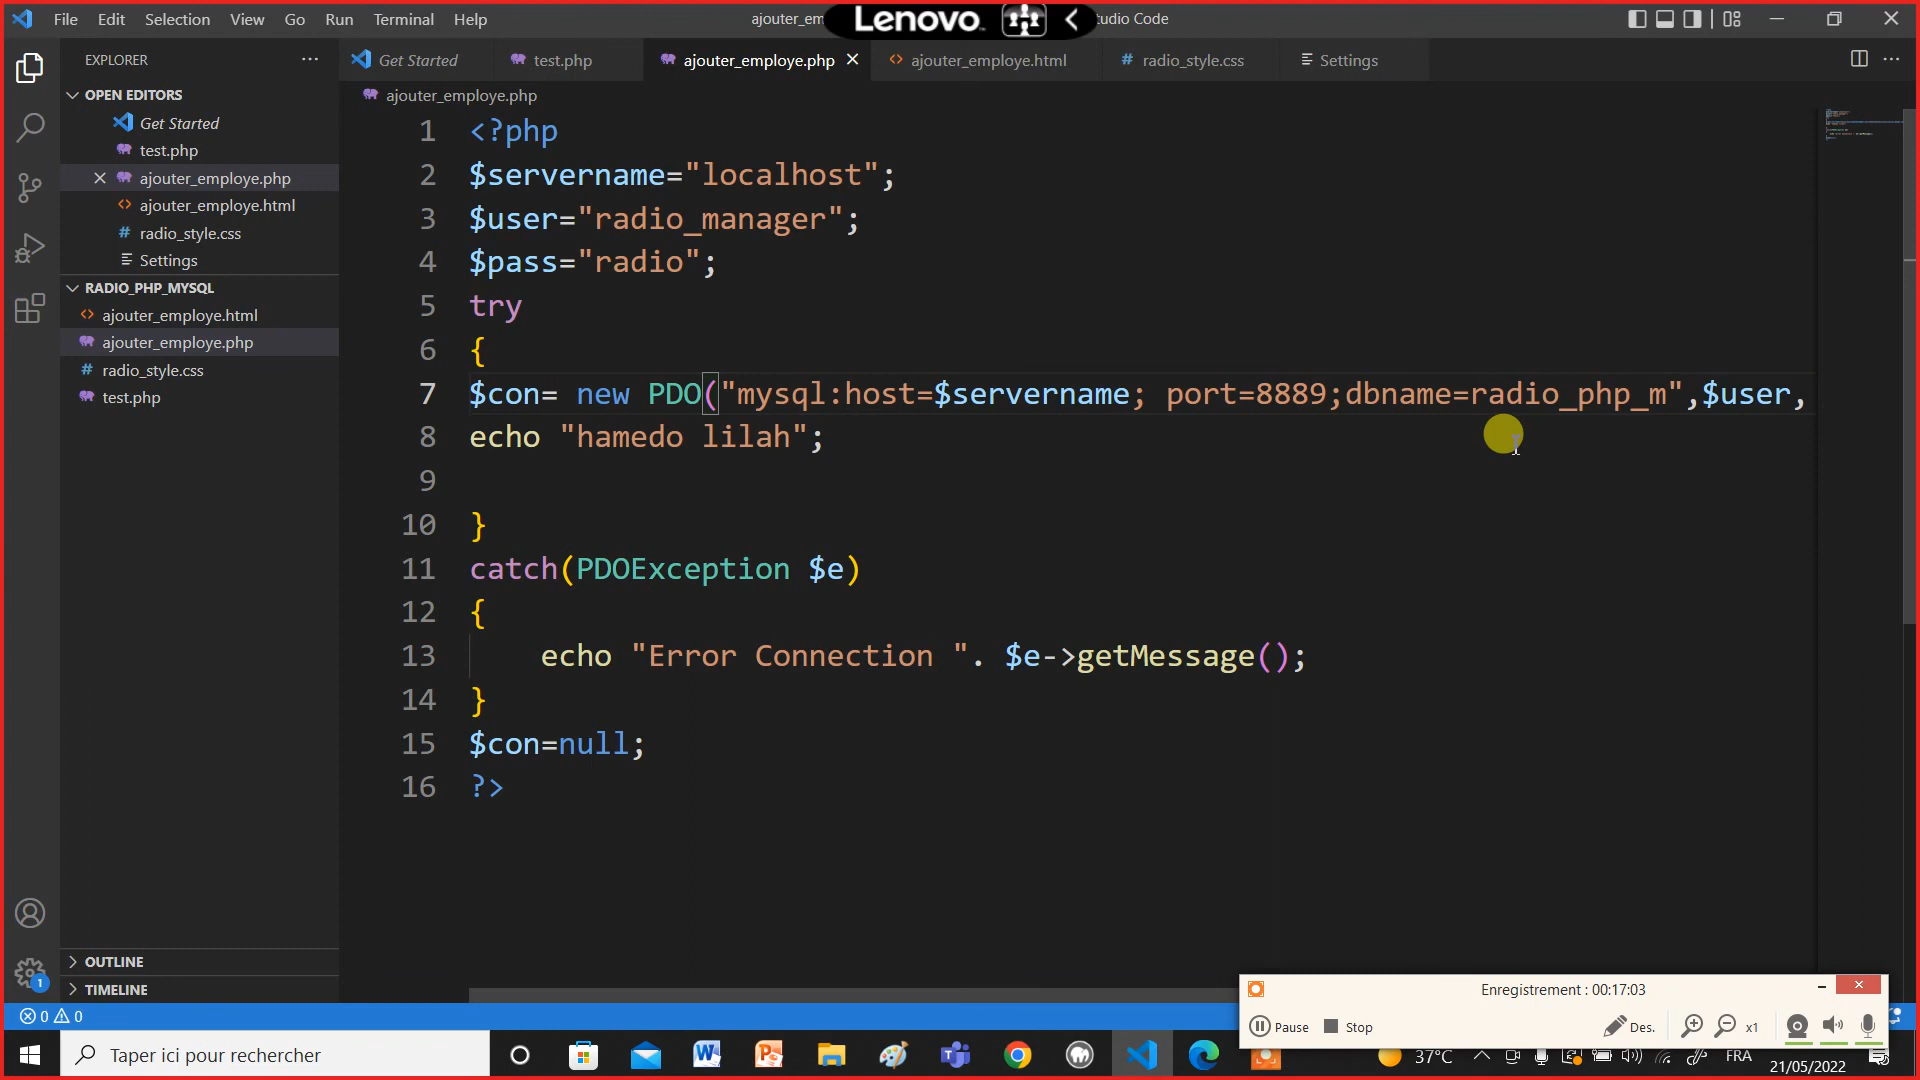 File Edit Selection View Go Run Terminal Help
ajouter_em
Lenovo
tudio Code
EXPLORER
OPEN EDITORS
Get Started
test.php
ajouter_employe.php
ajouter_employe.html
radio_style.css
Settings
RADIO_PHP_MYSQL
ajouter_employe.html
ajouter_employe.php
radio_style.css
test.php
OUTLINE
TIMELINE
Get Started test.php ajouter_employe.php ajouter_employe.html radio_style.css Settings
ajouter_employe.php
1 <?php
2 $servername="localhost";
3 $user="radio_manager";
4 $pass="radio";
5 try
6 {
7 $con= new PDO("mysql:host=$servername; port=8889;dbname=radio_php_m",$user,
8 echo "hamedo lilah";
9
10 }
11 catch(PDOException $e)
12 {
13 echo "Error Connection ". $e->getMessage();
14 }
15 $con=null;
16 ?>
1
0 0
Enregistrement : 00:17:03
Pause Stop Des. x1
Taper ici pour rechercher
37°C FRA
21/05/2022